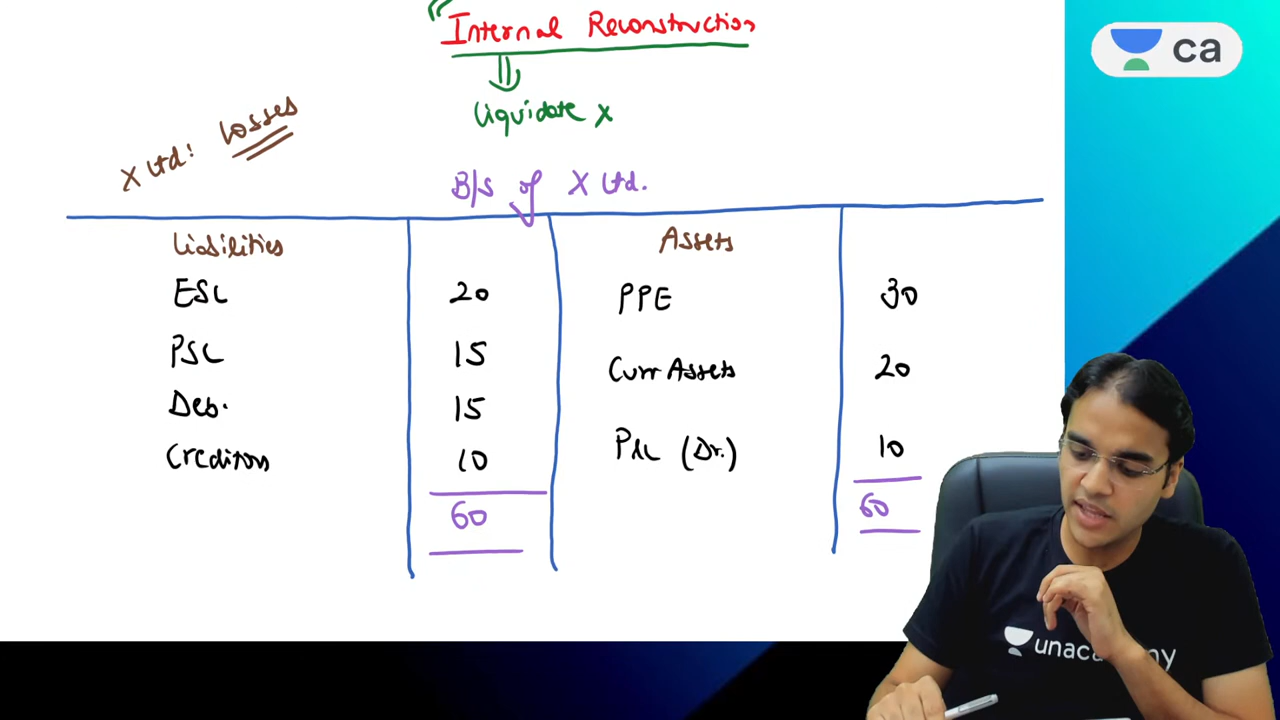 Internal Reconstruction
ca
Liquidate X
X Ltd: Losses
B/S of X Ltd.
Liabilities Assets
ESC 20 PPE 30
PSC 15 Curr Assets 20
Deb. 15
Creditors 10 P&L (Dr.) 10
60 60
unacademy